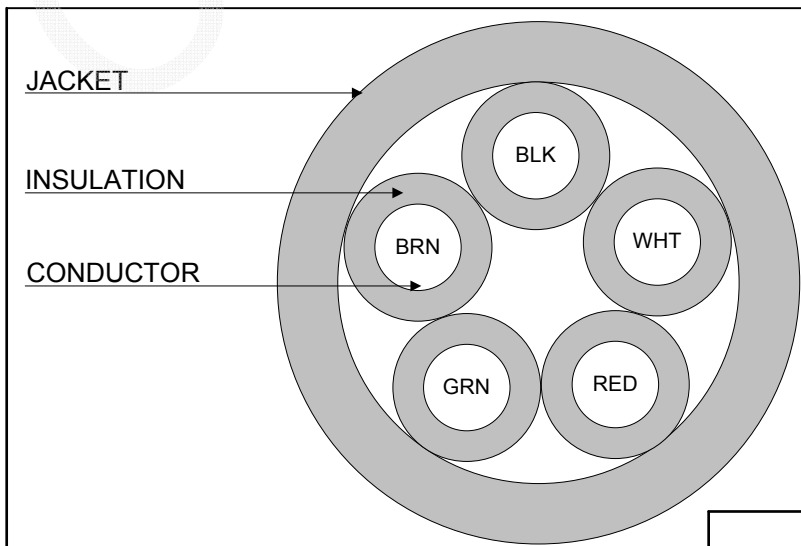 JACKET
INSULATION
CONDUCTOR
BLK
BRN
WHT
GRN
RED